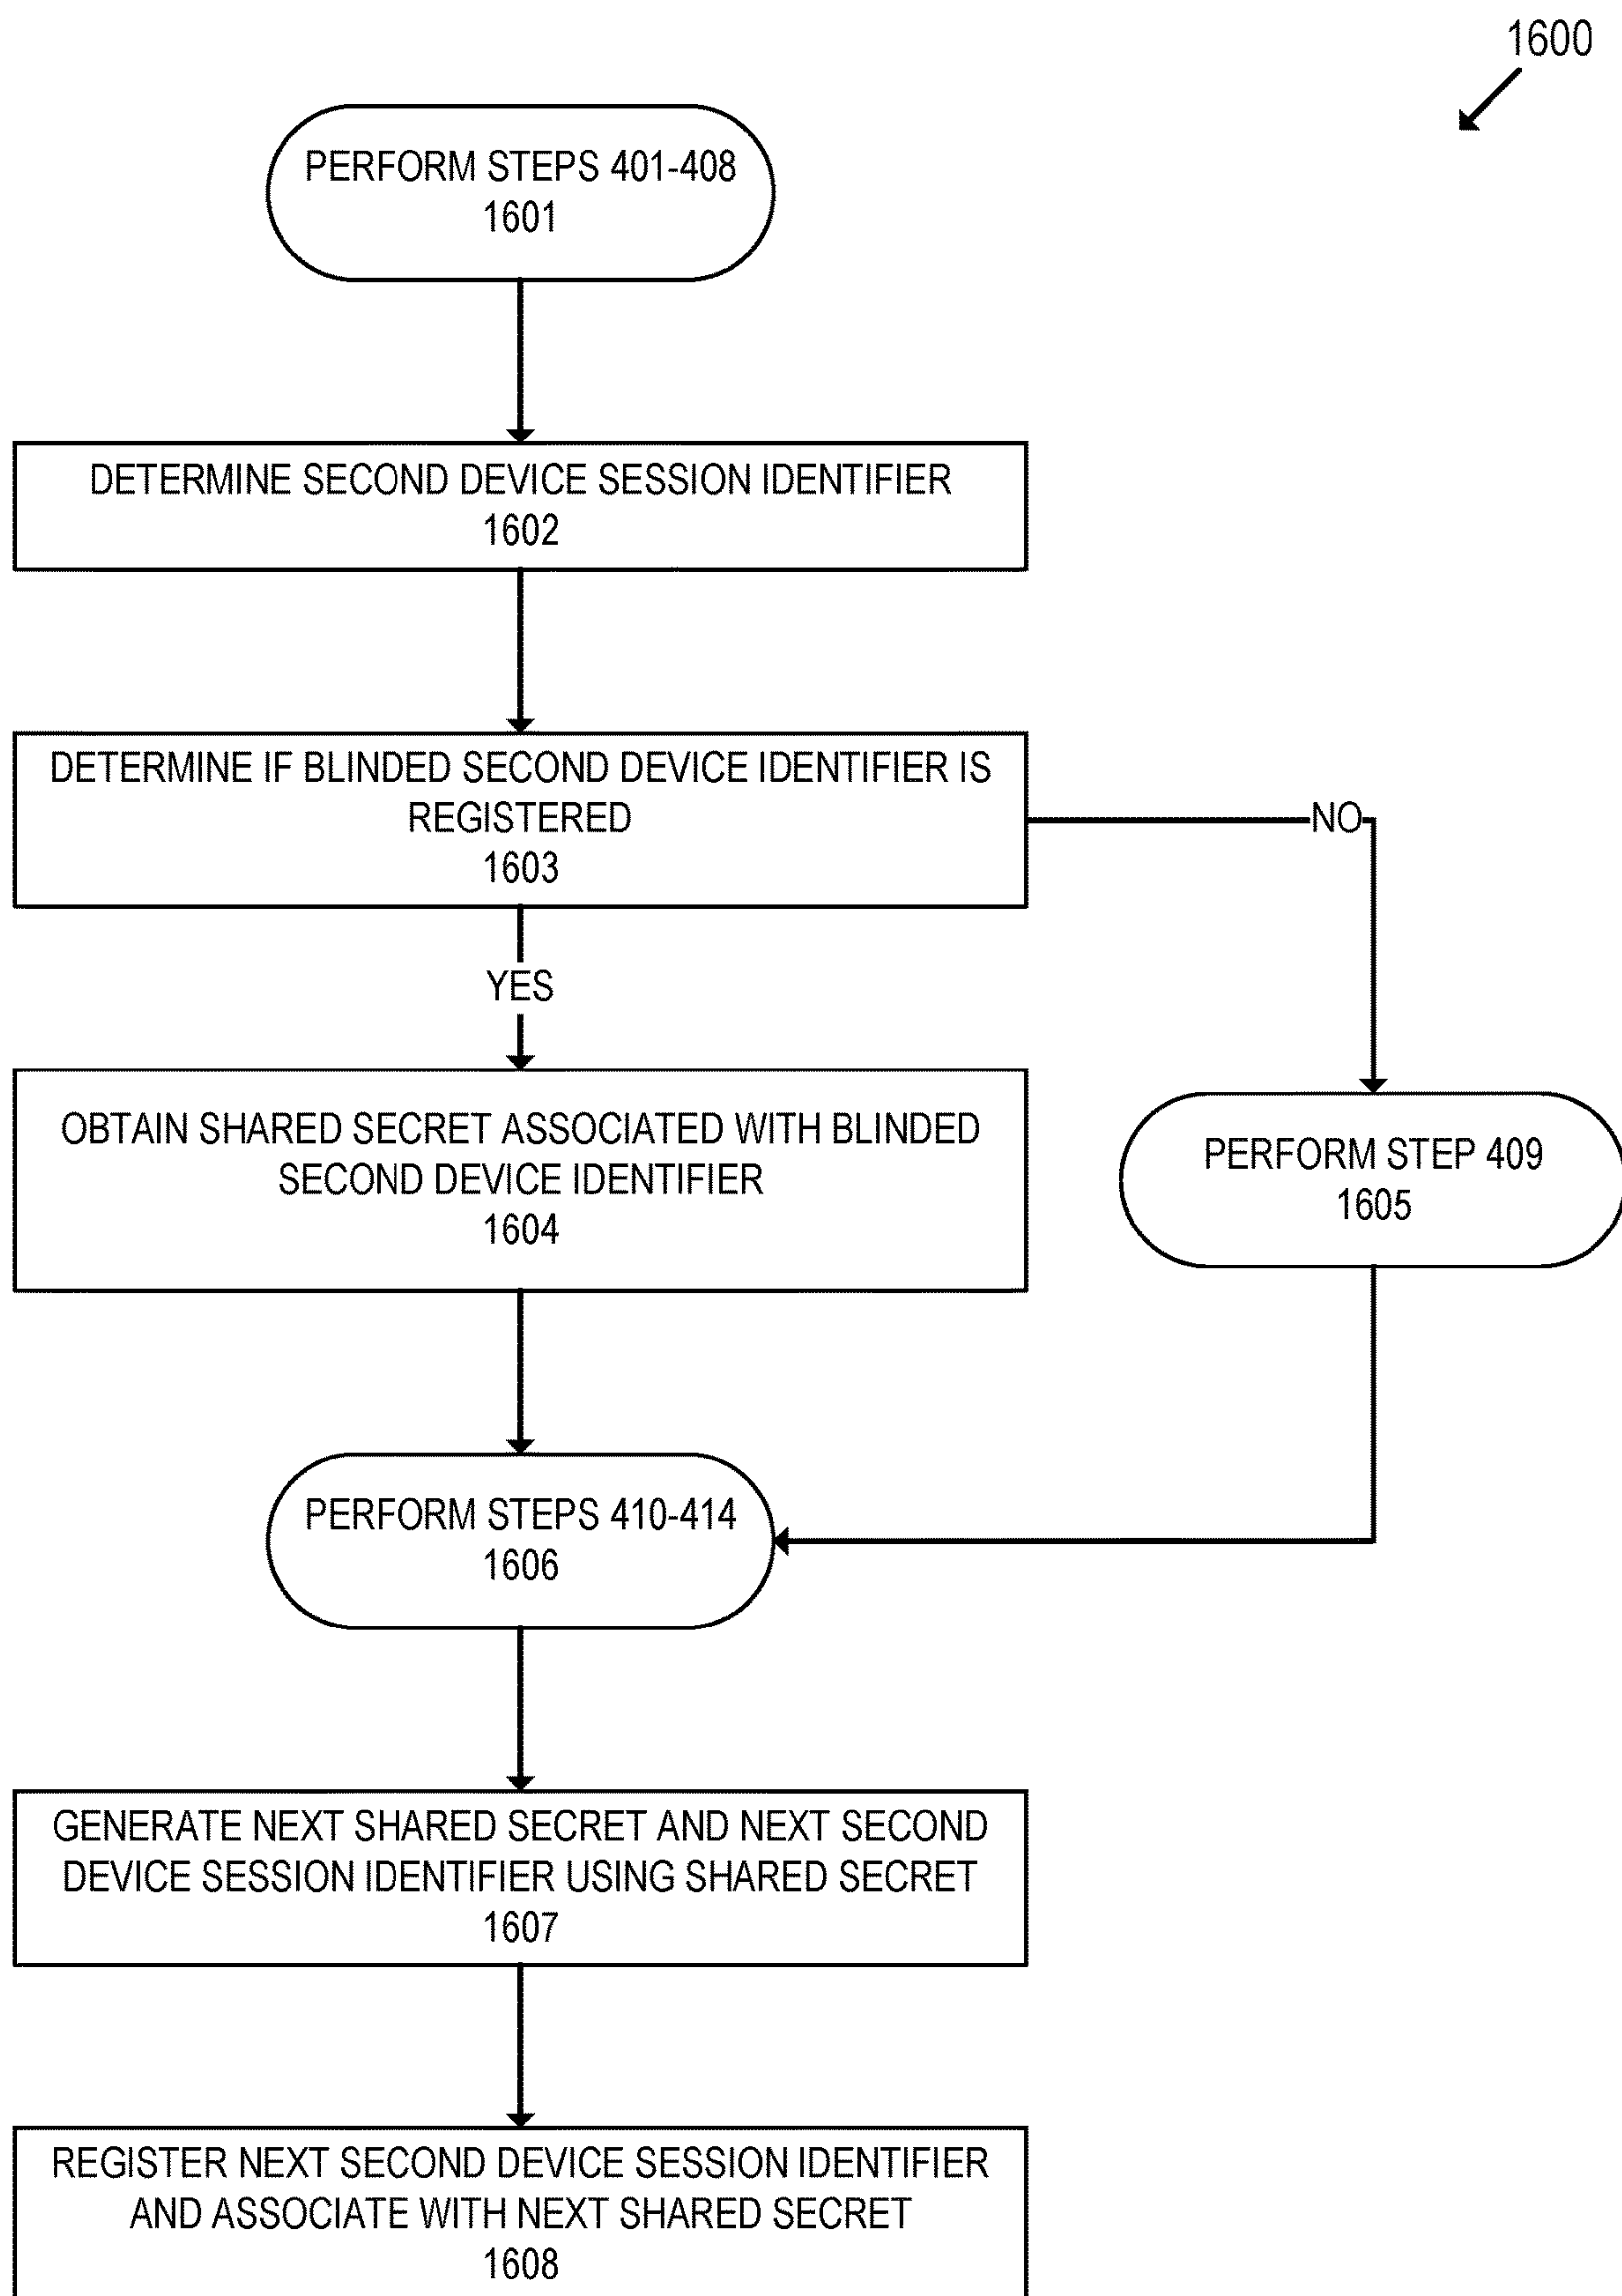 1600
PERFORM STEPS 401-408
1601
DETERMINE SECOND DEVICE SESSION IDENTIFIER
1602
DETERMINE IF BLINDED SECOND DEVICE IDENTIFIER IS
REGISTERED
1603
NO
YES
OBTAIN SHARED SECRET ASSOCIATED WITH BLINDED
SECOND DEVICE IDENTIFIER
1604
PERFORM STEP 409
1605
PERFORM STEPS 410-414
1606
GENERATE NEXT SHARED SECRET AND NEXT SECOND
DEVICE SESSION IDENTIFIER USING SHARED SECRET
1607
REGISTER NEXT SECOND DEVICE SESSION IDENTIFIER
AND ASSOCIATE WITH NEXT SHARED SECRET
1608